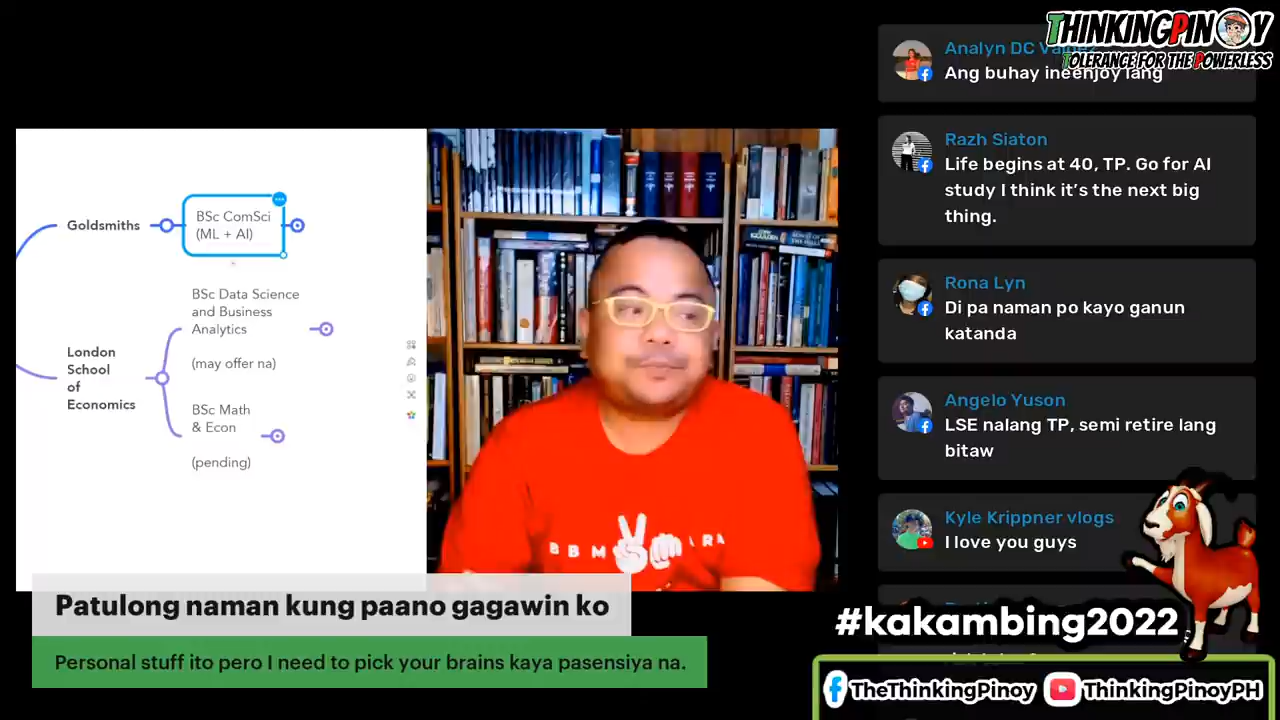 Goldsmiths
BSc ComSci
(ML + AI)
BSc Data Science
and Business
Analytics
(may offer na)
London
School
of
Economics
BSc Math
& Econ
(pending)
BBM
ARA
Patulong naman kung paano gagawin ko
Personal stuff ito pero I need to pick your brains kaya pasensiya na.
THINKINGPINOY
TOLERANCE FOR THE POWERLESS
Analyn DC
Ang buhay ineenjoy lang
Razh Siaton
Life begins at 40, TP. Go for AI
study I think it’s the next big
thing.
Rona Lyn
Di pa naman po kayo ganun
katanda
Angelo Yuson
LSE nalang TP, semi retire lang
bitaw
Kyle Krippner vlogs
I love you guys
#kakambing2022
TheThinkingPinoy
ThinkingPinoyPH